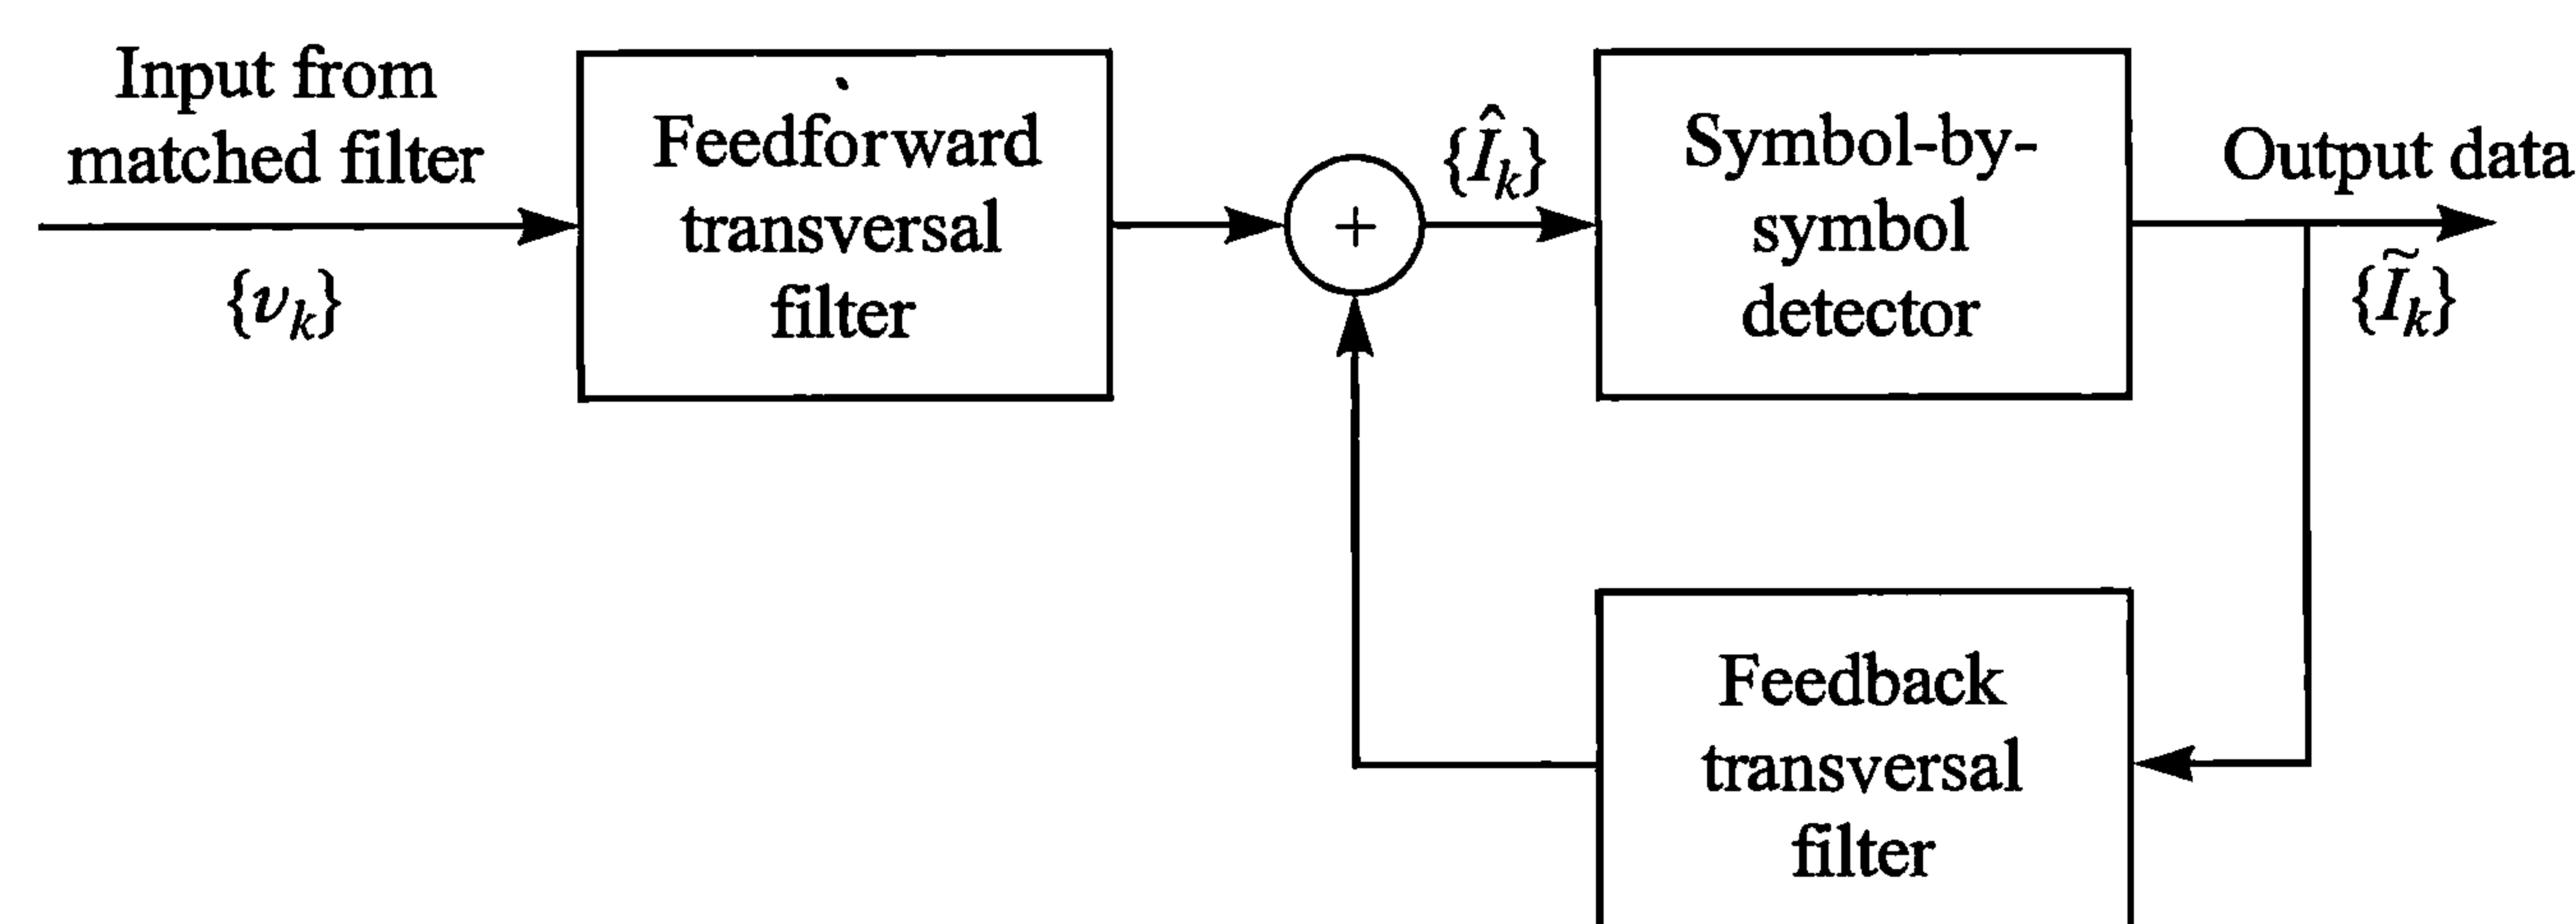 Input from
matched filter
{v_k}
Feedforward
transversal
filter
+
{Î_k}
Symbol-by-
symbol
detector
Output data
{Ĩ_k}
Feedback
transversal
filter